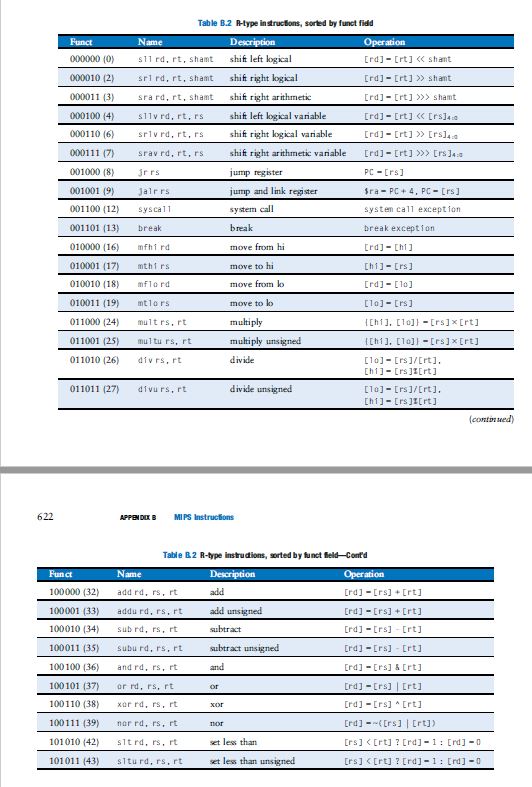 Table B.2 R-type instructions, sorted by funct field
Funct Name Description Operation
000000 (0) sll rd, rt, shamt shift left logical [rd] = [rt] << shamt
000010 (2) srl rd, rt, shamt shift right logical [rd] = [rt] >> shamt
000011 (3) sra rd, rt, shamt shift right arithmetic [rd] = [rt] >>> shamt
000100 (4) sllv rd, rt, rs shift left logical variable [rd] = [rt] << [rs]4:0
000110 (6) srlv rd, rt, rs shift right logical variable [rd] = [rt] >> [rs]4:0
000111 (7) srav rd, rt, rs shift right arithmetic variable [rd] = [rt] >>> [rs]4:0
001000 (8) jr rs jump register PC = [rs]
001001 (9) jalr rs jump and link register $ra = PC + 4, PC = [rs]
001100 (12) syscall system call system call exception
001101 (13) break break break exception
010000 (16) mfhi rd move from hi [rd] = [hi]
010001 (17) mthi rs move to hi [hi] = [rs]
010010 (18) mflo rd move from lo [rd] = [lo]
010011 (19) mtlo rs move to lo [lo] = [rs]
011000 (24) mult rs, rt multiply {[hi], [lo]} = [rs] × [rt]
011001 (25) multu rs, rt multiply unsigned {[hi], [lo]} = [rs] × [rt]
011010 (26) div rs, rt divide [lo] = [rs]/[rt],
[hi] = [rs]%[rt]
011011 (27) divu rs, rt divide unsigned [lo] = [rs]/[rt],
[hi] = [rs]%[rt]
(continued)
622 APPENDIX B MIPS Instructions
Table B.2 R-type instructions, sorted by funct field—Cont'd
Funct Name Description Operation
100000 (32) add rd, rs, rt add [rd] = [rs] + [rt]
100001 (33) addu rd, rs, rt add unsigned [rd] = [rs] + [rt]
100010 (34) sub rd, rs, rt subtract [rd] = [rs] - [rt]
100011 (35) subu rd, rs, rt subtract unsigned [rd] = [rs] - [rt]
100100 (36) and rd, rs, rt and [rd] = [rs] & [rt]
100101 (37) or rd, rs, rt or [rd] = [rs] | [rt]
100110 (38) xor rd, rs, rt xor [rd] = [rs] ^ [rt]
100111 (39) nor rd, rs, rt nor [rd] = ~([rs] | [rt])
101010 (42) slt rd, rs, rt set less than [rs] < [rt] ? [rd] = 1 : [rd] = 0
101011 (43) sltu rd, rs, rt set less than unsigned [rs] < [rt] ? [rd] = 1 : [rd] = 0